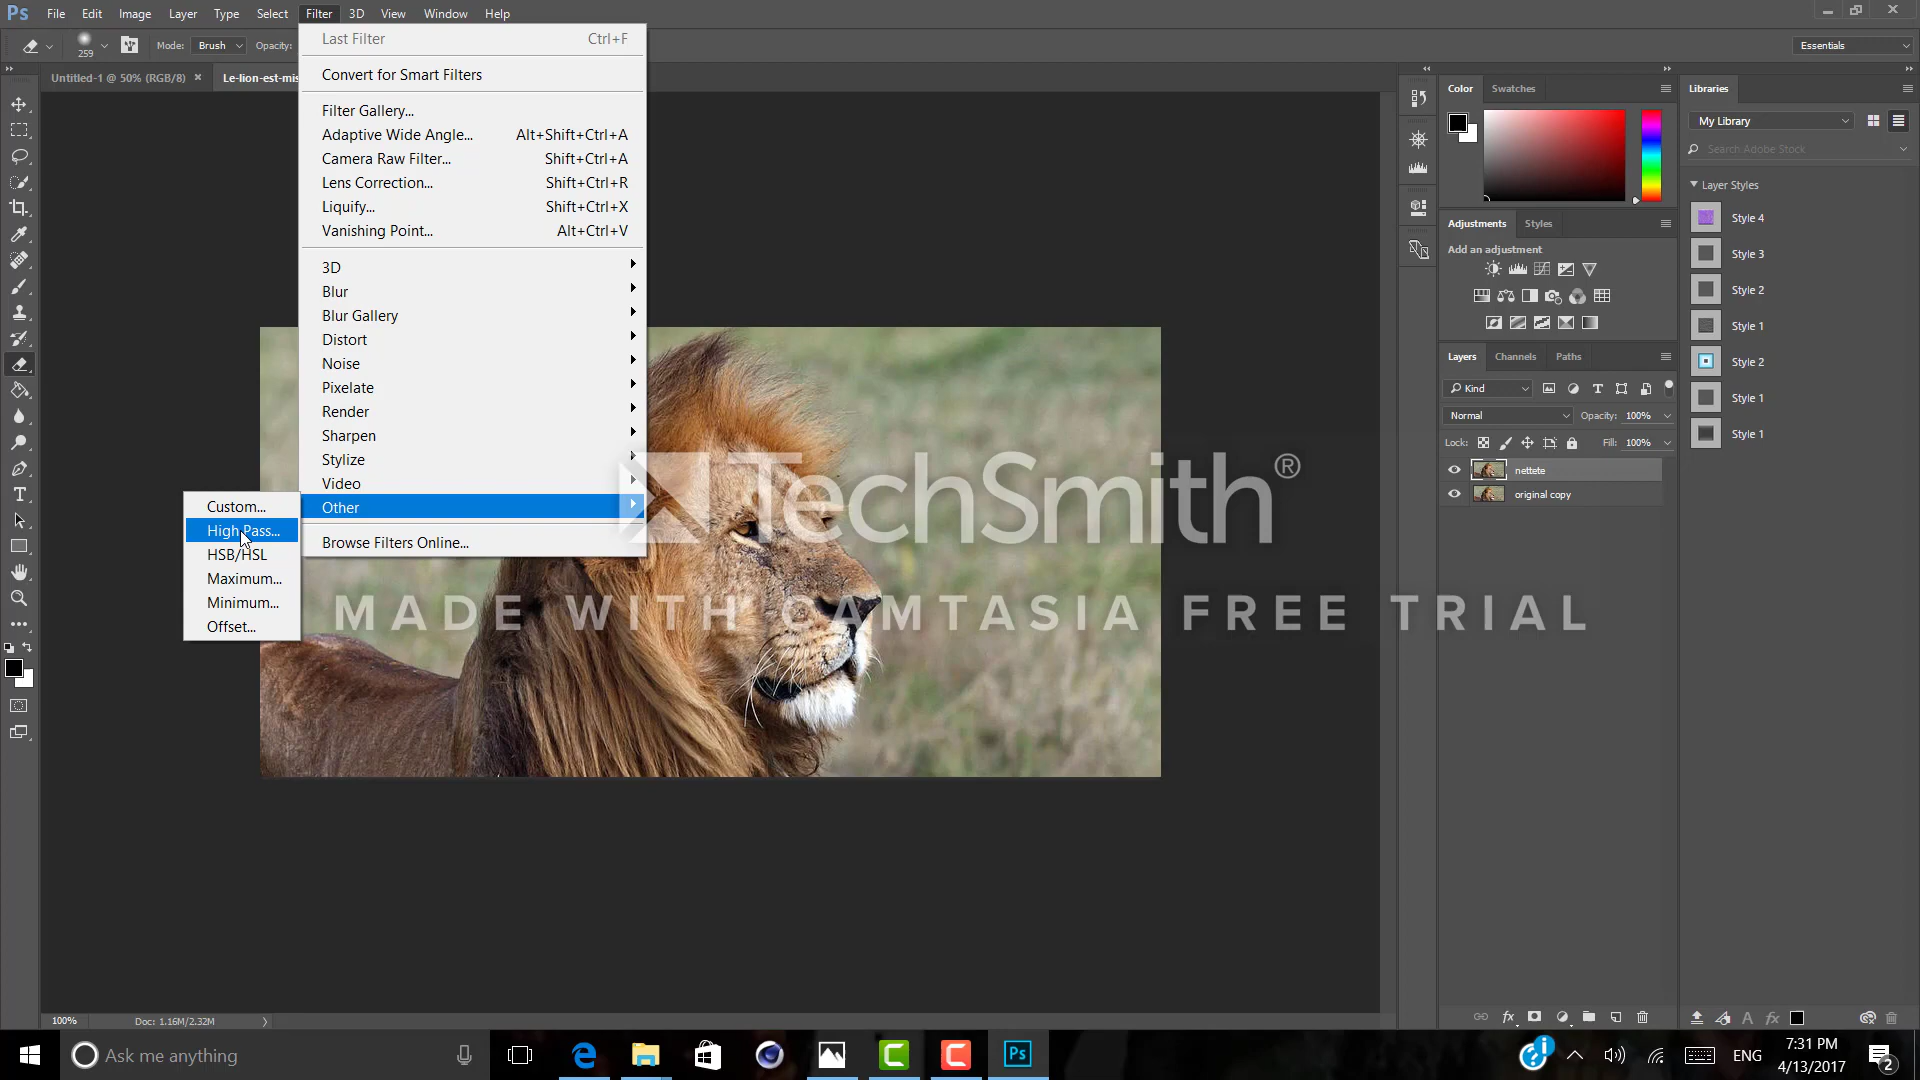 Ps File Edit Image Layer Type Select Filter 3D View Window Help
259 Mode: Brush Opacity: Essentials
Untitled-1 @ 50% (RGB/8) × Le-lion-est-mis
Last Filter Ctrl+F
Convert for Smart Filters
Filter Gallery...
Adaptive Wide Angle... Alt+Shift+Ctrl+A
Camera Raw Filter... Shift+Ctrl+A
Lens Correction... Shift+Ctrl+R
Liquify... Shift+Ctrl+X
Vanishing Point... Alt+Ctrl+V
3D
Blur
Blur Gallery
Distort
Noise
Pixelate
Render
Sharpen
Stylize
Video
Other
Browse Filters Online...
Custom...
High Pass...
HSB/HSL
Maximum...
Minimum...
Offset...
TechSmith®
MADE WITH CAMTASIA FREE TRIAL
Color Swatches
Adjustments Styles
Add an adjustment
Layers Channels Paths
Kind
Normal Opacity: 100%
Lock: Fill: 100%
nettete
original copy
Libraries
My Library
Search Adobe Stock
Layer Styles
Style 4
Style 3
Style 2
Style 1
Style 2
Style 1
Style 1
100% Doc: 1.16M/2.32M
Ask me anything
Ps
ENG
7:31 PM
4/13/2017
2